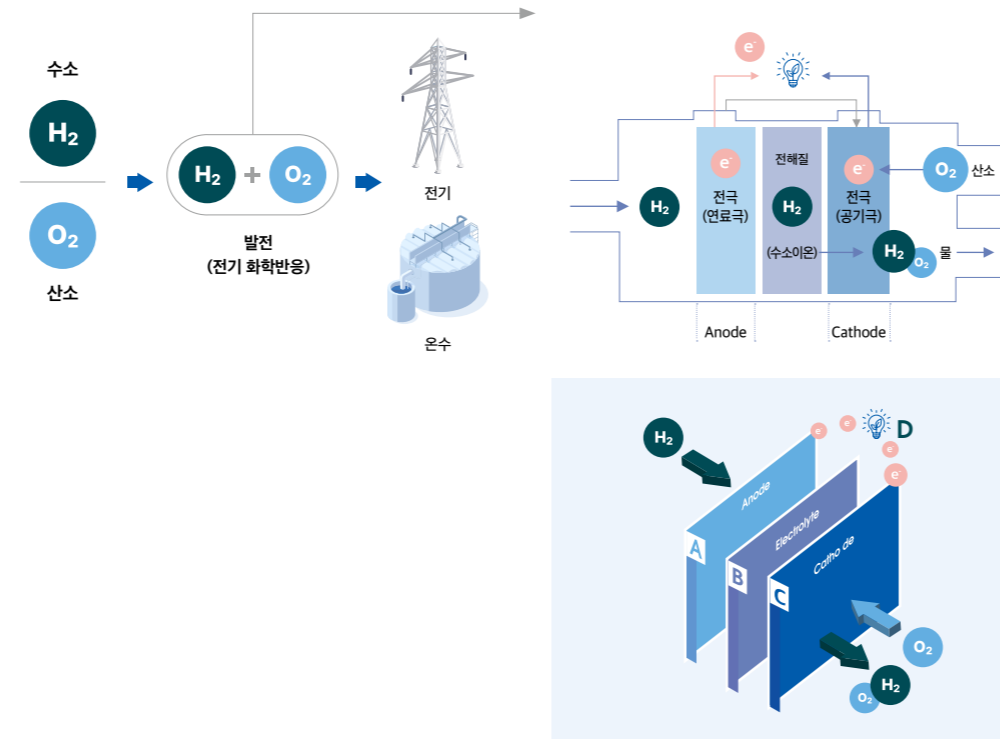 수소
H₂
O₂
산소
H₂ + O₂
발전
(전기 화학반응)
전기
온수
e⁻
H₂
e⁻
전극
(연료극)
전해질
H₂
(수소이온)
e⁻
전극
(공기극)
O₂ 산소
H₂ O₂ 물
Anode
Cathode
H₂
e⁻
e⁻
D
e⁻
e⁻
Anode
A
Electrolyte
B
Catho de
C
O₂
H₂
O₂